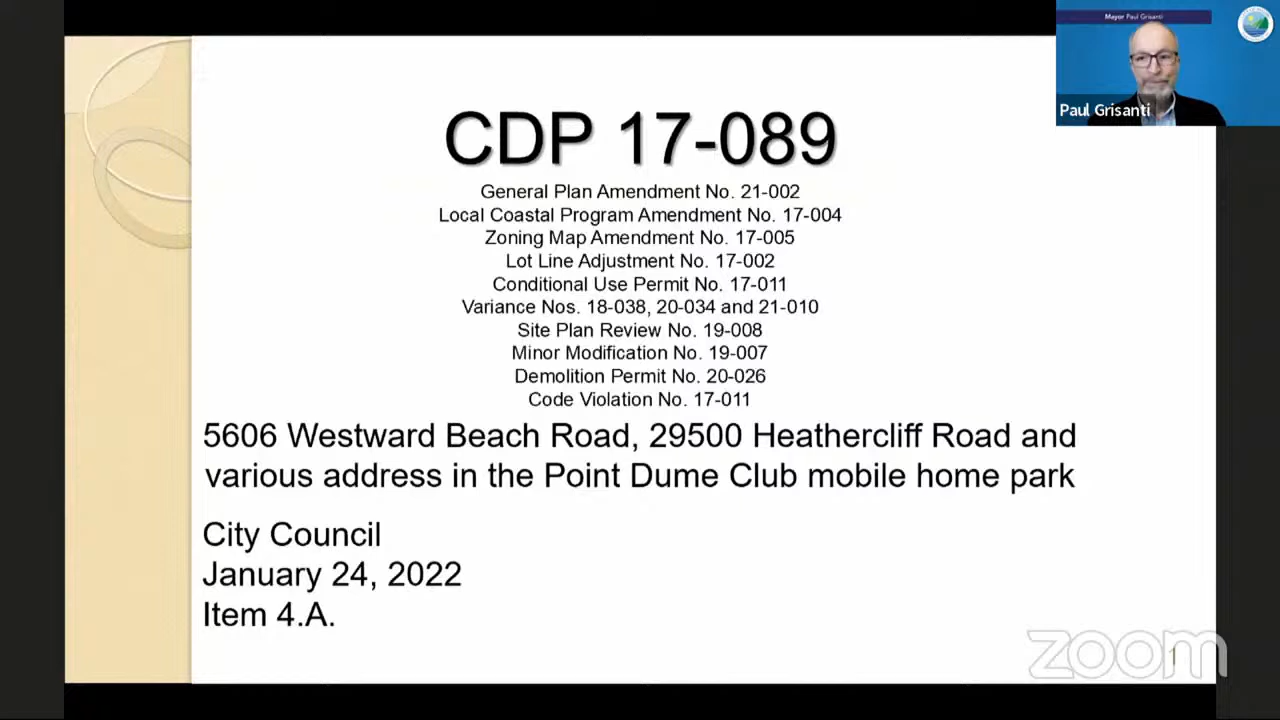 Mayor Paul Grisanti
Paul Grisanti
CDP 17-089
General Plan Amendment No. 21-002
Local Coastal Program Amendment No. 17-004
Zoning Map Amendment No. 17-005
Lot Line Adjustment No. 17-002
Conditional Use Permit No. 17-011
Variance Nos. 18-038, 20-034 and 21-010
Site Plan Review No. 19-008
Minor Modification No. 19-007
Demolition Permit No. 20-026
Code Violation No. 17-011
5606 Westward Beach Road, 29500 Heathercliff Road and
various address in the Point Dume Club mobile home park
City Council
January 24, 2022
Item 4.A.
zoom
1